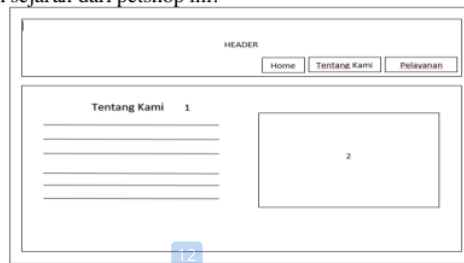 HEADER
Home Tentang Kami Pelayanan
Tentang Kami 1
2
12